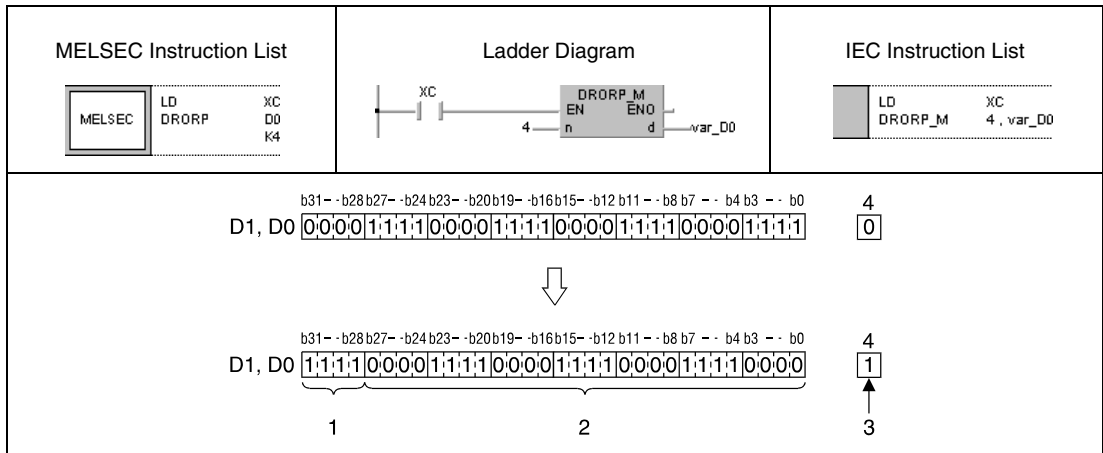 MELSEC Instruction List
MELSEC
LD XC
DRORP D0
K4
Ladder Diagram
XC
DRORP_M
EN ENO
4 n d var_D0
IEC Instruction List
LD XC
DRORP_M 4 , var_D0
b31- -b28 b27- -b24 b23- -b20 b19- -b16 b15- -b12 b11 - - b8 b7 - - b4 b3 - - b0 4
D1, D0 0 0 0 0 1 1 1 1 0 0 0 0 1 1 1 1 0 0 0 0 1 1 1 1 0 0 0 0 1 1 1 1 0
b31- -b28 b27- -b24 b23- -b20 b19- -b16 b15- -b12 b11 - - b8 b7 - - b4 b3 - - b0 4
D1, D0 1 1 1 1 0 0 0 0 1 1 1 1 0 0 0 0 1 1 1 1 0 0 0 0 1 1 1 1 0 0 0 0 1
1 2 3